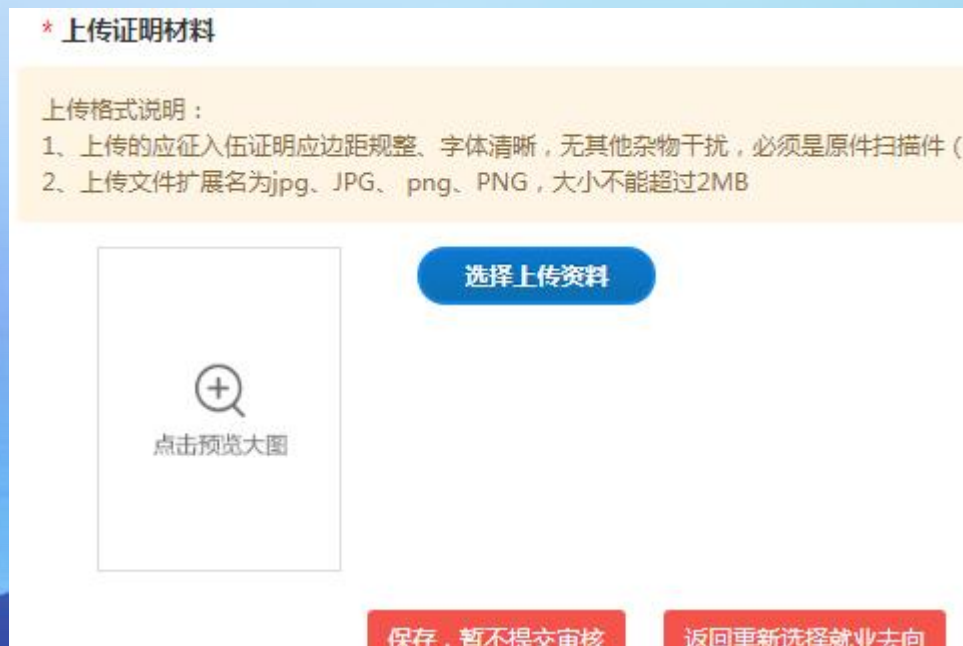 * 上传证明材料
上传格式说明：
1、上传的应征入伍证明应边距规整、字体清晰，无其他杂物干扰，必须是原件扫描件（
2、上传文件扩展名为jpg、JPG、 png、PNG，大小不能超过2MB
选择上传资料
点击预览大图
保存，暂不提交审核
返回重新选择就业去向